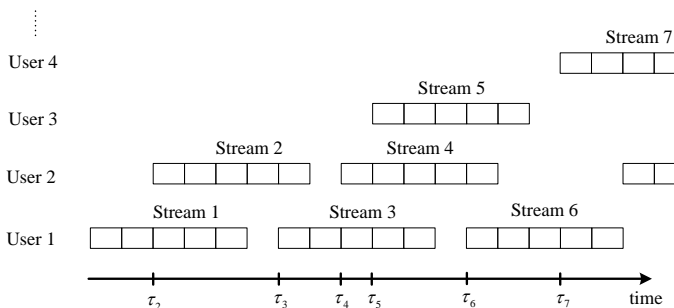 Stream 7
User 4
Stream 5
User 3
Stream 2 Stream 4
User 2
Stream 1 Stream 3 Stream 6
User 1
τ₂ τ₃ τ₄ τ₅ τ₆ τ₇ time